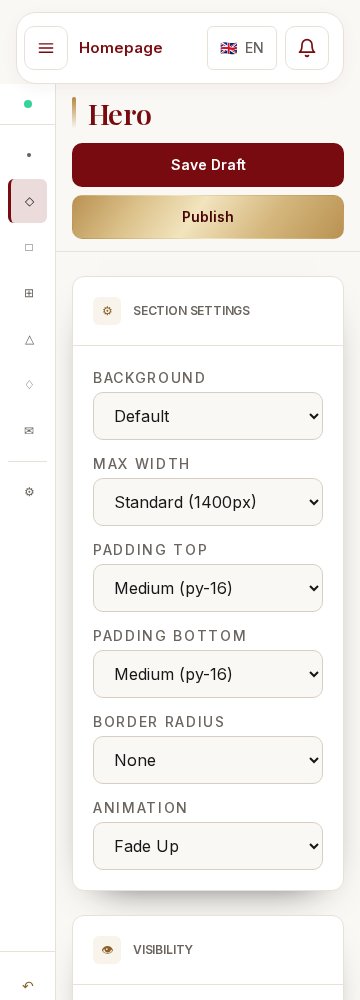 Homepage
EN
Hero
Save Draft
Publish
SECTION SETTINGS
BACKGROUND
Default
MAX WIDTH
Standard (1400px)
PADDING TOP
Medium (py-16)
PADDING BOTTOM
Medium (py-16)
BORDER RADIUS
None
ANIMATION
Fade Up
VISIBILITY